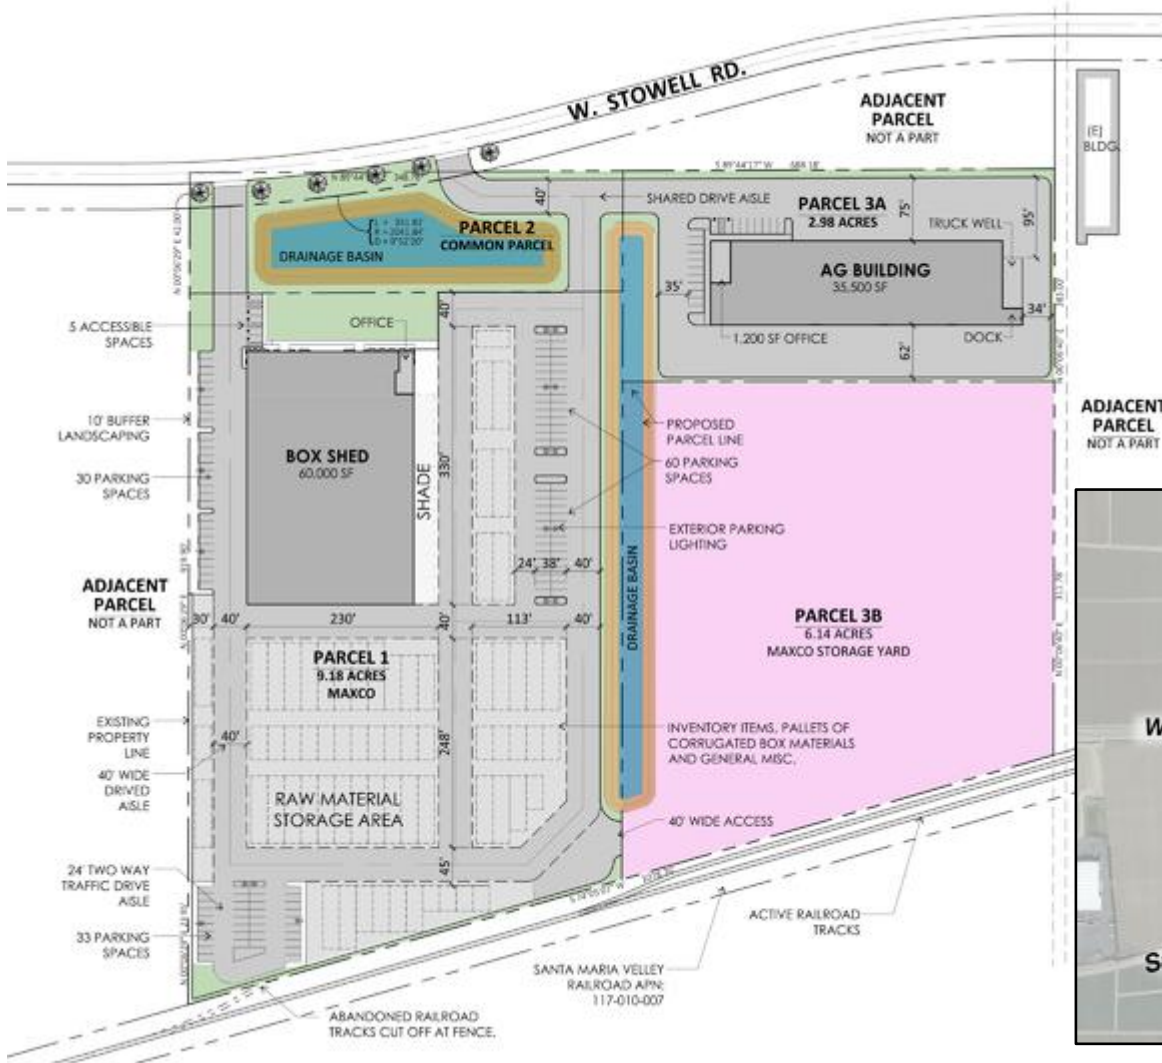 W. STOWELL RD.
ADJACENT
PARCEL
NOT A PART
(E)
BLDG.
S 89°44'17" W 688.18'
SHARED DRIVE AISLE
40'
PARCEL 3A
2.98 ACRES
75'
95'
TRUCK WELL
PARCEL 2
COMMON PARCEL
DRAINAGE BASIN
AG BUILDING
35,500 SF
35'
34'
1,200 SF OFFICE
DOCK
62'
5 ACCESSIBLE
SPACES
OFFICE
40'
10' BUFFER
LANDSCAPING
BOX SHED
60,000 SF
SHADE
330'
30 PARKING
SPACES
PROPOSED
PARCEL LINE
60 PARKING
SPACES
EXTERIOR PARKING
LIGHTING
ADJACENT
PARCEL
NOT A PART
24'
38'
40'
DRAINAGE BASIN
ADJACENT
PARCEL
NOT A PART
30'
40'
230'
40'
113'
40'
PARCEL 1
9.18 ACRES
MAXCO
PARCEL 3B
6.14 ACRES
MAXCO STORAGE YARD
EXISTING
PROPERTY
LINE
40'
248'
INVENTORY ITEMS, PALLETS OF
CORRUGATED BOX MATERIALS
AND GENERAL MISC.
40' WIDE
DRIVED
AISLE
RAW MATERIAL
STORAGE AREA
40' WIDE ACCESS
45'
24' TWO WAY
TRAFFIC DRIVE
AISLE
33 PARKING
SPACES
ACTIVE RAILROAD
TRACKS
SANTA MARIA VELLEY
RAILROAD APN:
117-010-007
ABANDONED RAILROAD
TRACKS CUT OFF AT FENCE.
W
S